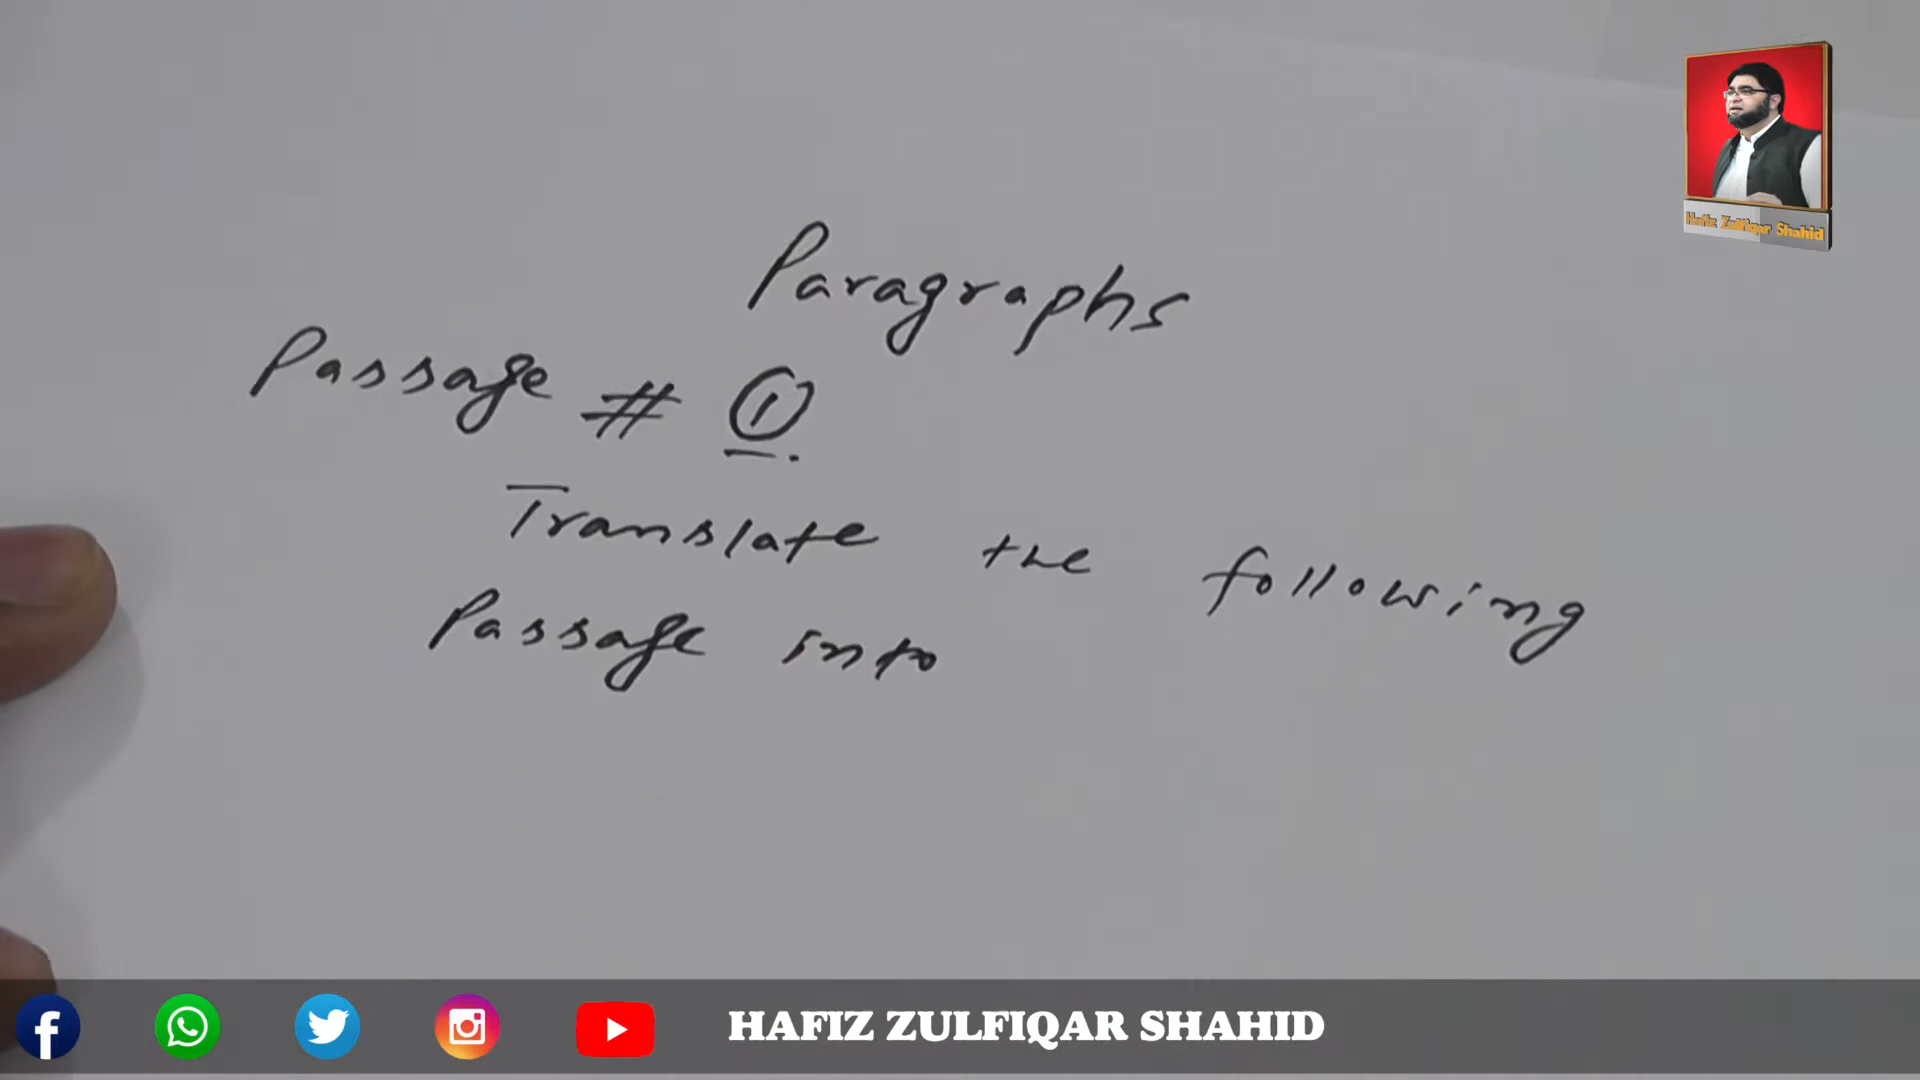 Hafiz Zulfiqar Shahid
Paragraphs
Passage # 1
Translate the following
Passage into
HAFIZ ZULFIQAR SHAHID